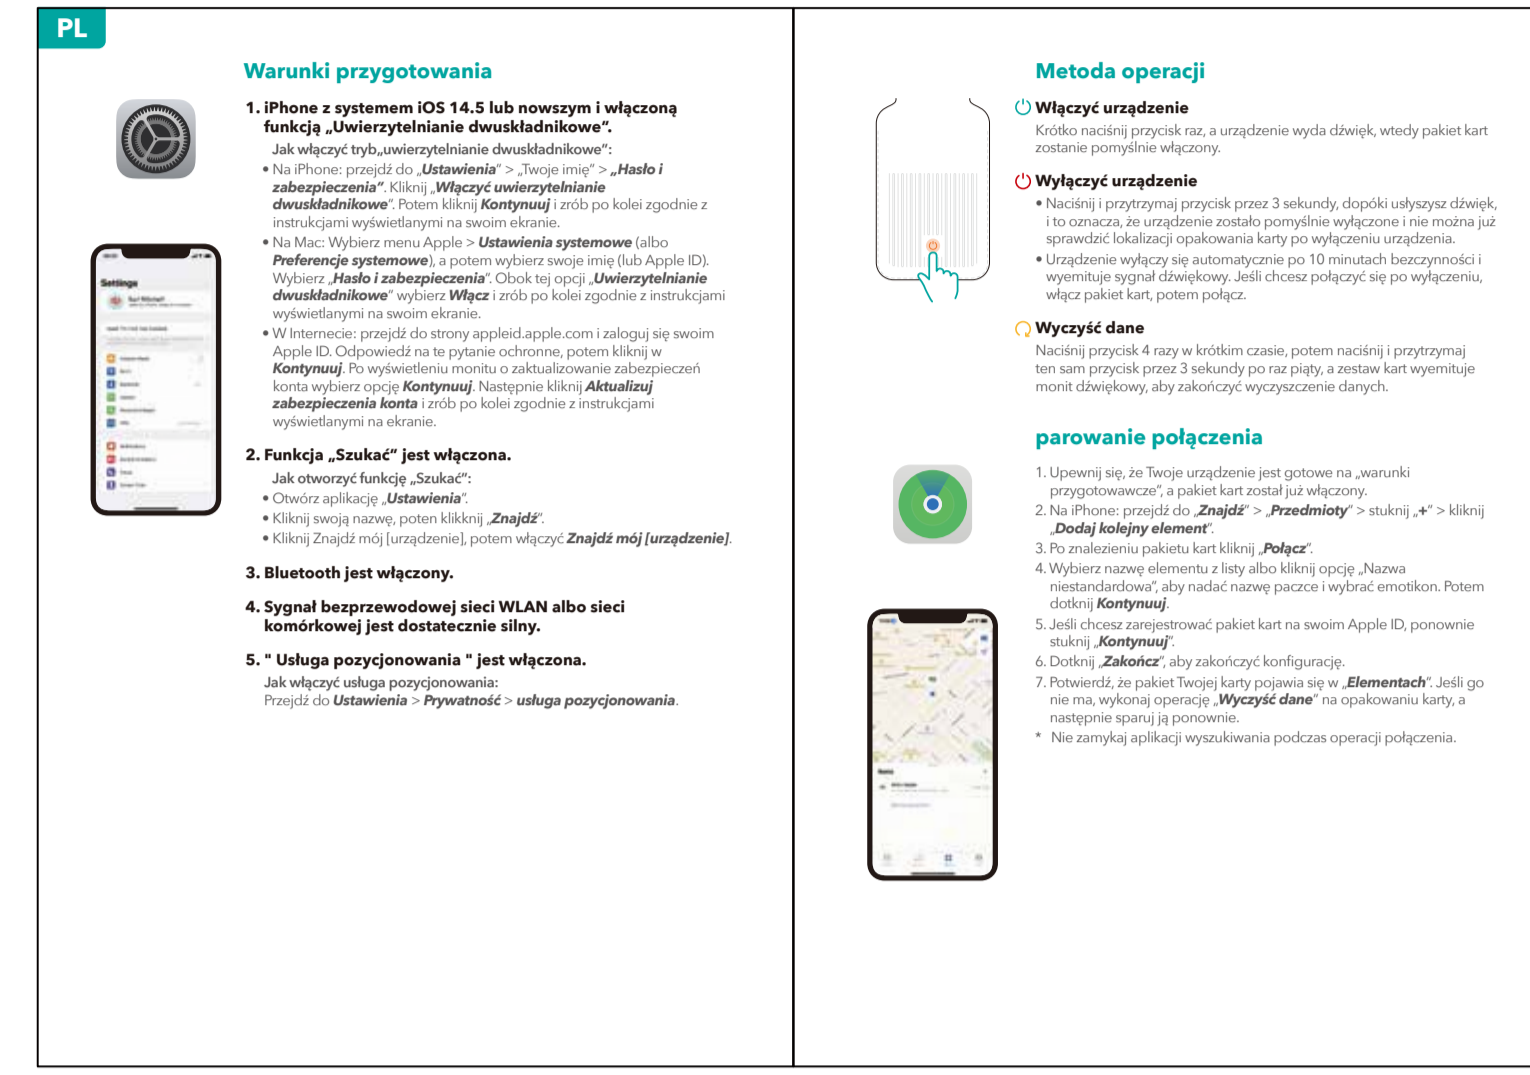 PL
Warunki przygotowania
1. iPhone z systemem iOS 14.5 lub nowszym i włączoną
funkcją „Uwierzytelnianie dwuskładnikowe”.
Jak włączyć tryb„uwierzytelnianie dwuskładnikowe”:
• Na iPhone: przejdź do „Ustawienia” > „Twoje imię” > „Hasło i
zabezpieczenia”. Kliknij „Włączyć uwierzytelnianie
dwuskładnikowe”. Potem kliknij Kontynuuj i zrób po kolei zgodnie z
instrukcjami wyświetlanymi na swoim ekranie.
• Na Mac: Wybierz menu Apple > Ustawienia systemowe (albo
Preferencje systemowe), a potem wybierz swoje imię (lub Apple ID).
Wybierz „Hasło i zabezpieczenia”. Obok tej opcji „Uwierzytelnianie
dwuskładnikowe” wybierz Włącz i zrób po kolei zgodnie z instrukcjami
wyświetlanymi na swoim ekranie.
• W Internecie: przejdź do strony appleid.apple.com i zaloguj się swoim
Apple ID. Odpowiedź na te pytanie ochronne, potem kliknij w
Kontynuuj. Po wyświetleniu monitu o zaktualizowanie zabezpieczeń
konta wybierz opcję Kontynuuj. Następnie kliknij Aktualizuj
zabezpieczenia konta i zrób po kolei zgodnie z instrukcjami
wyświetlanymi na ekranie.
2. Funkcja „Szukać” jest włączona.
Jak otworzyć funkcję „Szukać”:
• Otwórz aplikację „Ustawienia”.
• Kliknij swoją nazwę, poten klikknij „Znajdź”.
• Kliknij Znajdź mój [urządzenie], potem włączyć Znajdź mój [urządzenie].
3. Bluetooth jest włączony.
4. Sygnał bezprzewodowej sieci WLAN albo sieci
komórkowej jest dostatecznie silny.
5. " Usługa pozycjonowania " jest włączona.
Jak włączyć usługa pozycjonowania:
Przejdź do Ustawienia > Prywatność > usługa pozycjonowania.
Settings
Metoda operacji
Włączyć urządzenie
Krótko naciśnij przycisk raz, a urządzenie wyda dźwięk, wtedy pakiet kart
zostanie pomyślnie włączony.
Wyłączyć urządzenie
• Naciśnij i przytrzymaj przycisk przez 3 sekundy, dopóki usłyszysz dźwięk,
i to oznacza, że urządzenie zostało pomyślnie wyłączone i nie można już
sprawdzić lokalizacji opakowania karty po wyłączeniu urządzenia.
• Urządzenie wyłączy się automatycznie po 10 minutach bezczynności i
wyemituje sygnał dźwiękowy. Jeśli chcesz połączyć się po wyłączeniu,
włącz pakiet kart, potem połącz.
Wyczyść dane
Naciśnij przycisk 4 razy w krótkim czasie, potem naciśnij i przytrzymaj
ten sam przycisk przez 3 sekundy po raz piąty, a zestaw kart wyemituje
monit dźwiękowy, aby zakończyć wyczyszczenie danych.
parowanie połączenia
1. Upewnij się, że Twoje urządzenie jest gotowe na „warunki
przygotowawcze”, a pakiet kart został już włączony.
2. Na iPhone: przejdź do „Znajdź” > „Przedmioty” > stuknij „+” > kliknij
„Dodaj kolejny element”.
3. Po znalezieniu pakietu kart kliknij „Połącz”.
4. Wybierz nazwę elementu z listy albo kliknij opcję „Nazwa
niestandardowa”, aby nadać nazwę paczce i wybrać emotikon. Potem
dotknij Kontynuuj.
5. Jeśli chcesz zarejestrować pakiet kart na swoim Apple ID, ponownie
stuknij „Kontynuuj”.
6. Dotknij „Zakończ”, aby zakończyć konfigurację.
7. Potwierdź, że pakiet Twojej karty pojawia się w „Elementach”. Jeśli go
nie ma, wykonaj operację „Wyczyść dane” na opakowaniu karty, a
następnie sparuj ją ponownie.
* Nie zamykaj aplikacji wyszukiwania podczas operacji połączenia.